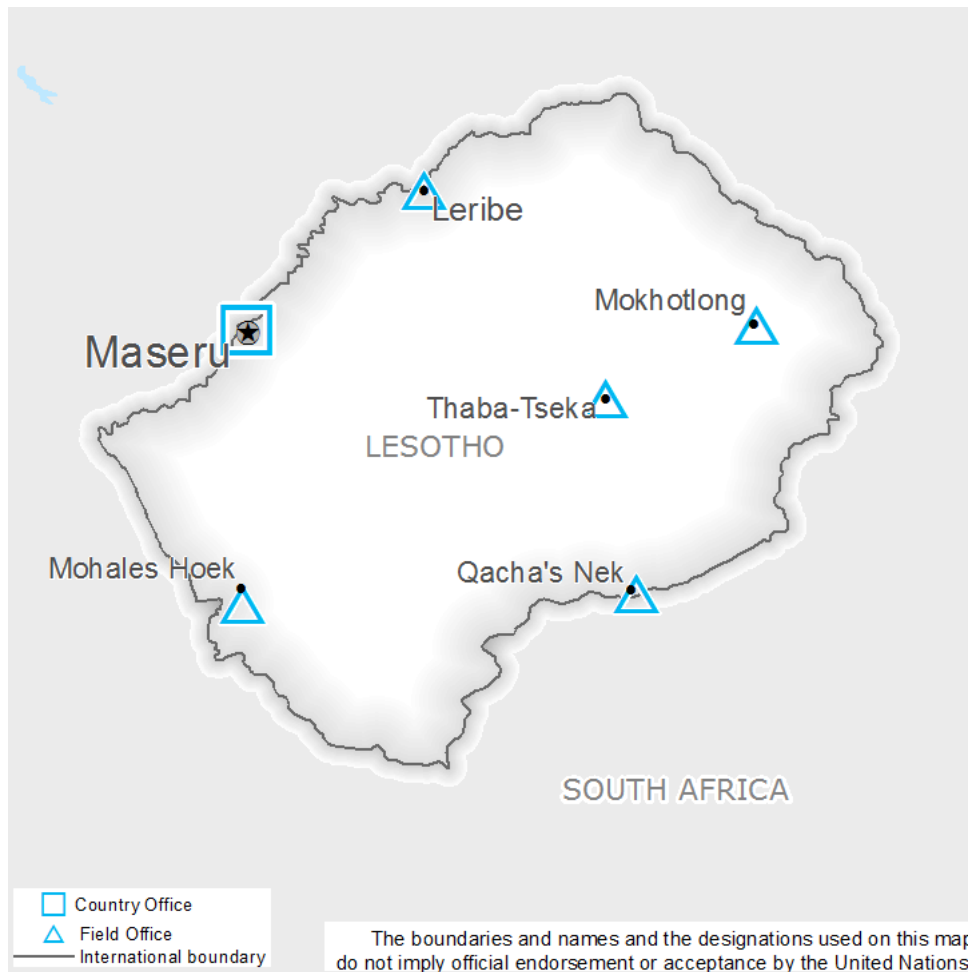 Leribe
Mokhotlong
Maseru
Thaba-Tseka
LESOTHO
Mohales Hoek
Qacha's Nek
SOUTH AFRICA
Country Office
Field Office
International boundary
The boundaries and names and the designations used on this map
do not imply official endorsement or acceptance by the United Nations